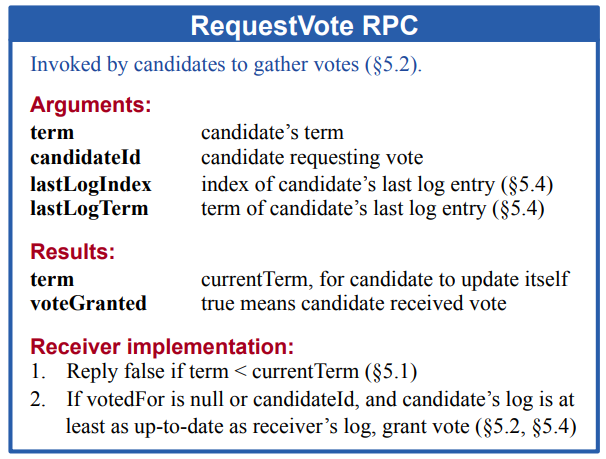 RequestVote RPC
Invoked by candidates to gather votes (§5.2).
Arguments:
term candidate’s term
candidateId candidate requesting vote
lastLogIndex index of candidate’s last log entry (§5.4)
lastLogTerm term of candidate’s last log entry (§5.4)
Results:
term currentTerm, for candidate to update itself
voteGranted true means candidate received vote
Receiver implementation:
1. Reply false if term < currentTerm (§5.1)
2. If votedFor is null or candidateId, and candidate’s log is at
least as up-to-date as receiver’s log, grant vote (§5.2, §5.4)